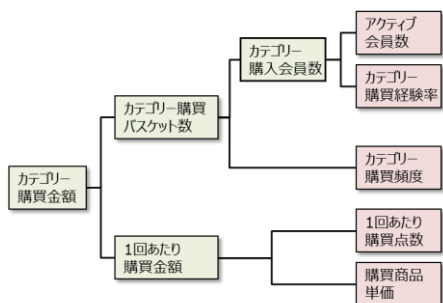 アクティブ
会員数
カテゴリー
購入会員数
カテゴリー
購買経験率
カテゴリー購買
バスケット数
カテゴリー
購買頻度
カテゴリー
購買金額
1回あたり
購買点数
1回あたり
購買金額
購買商品
単価